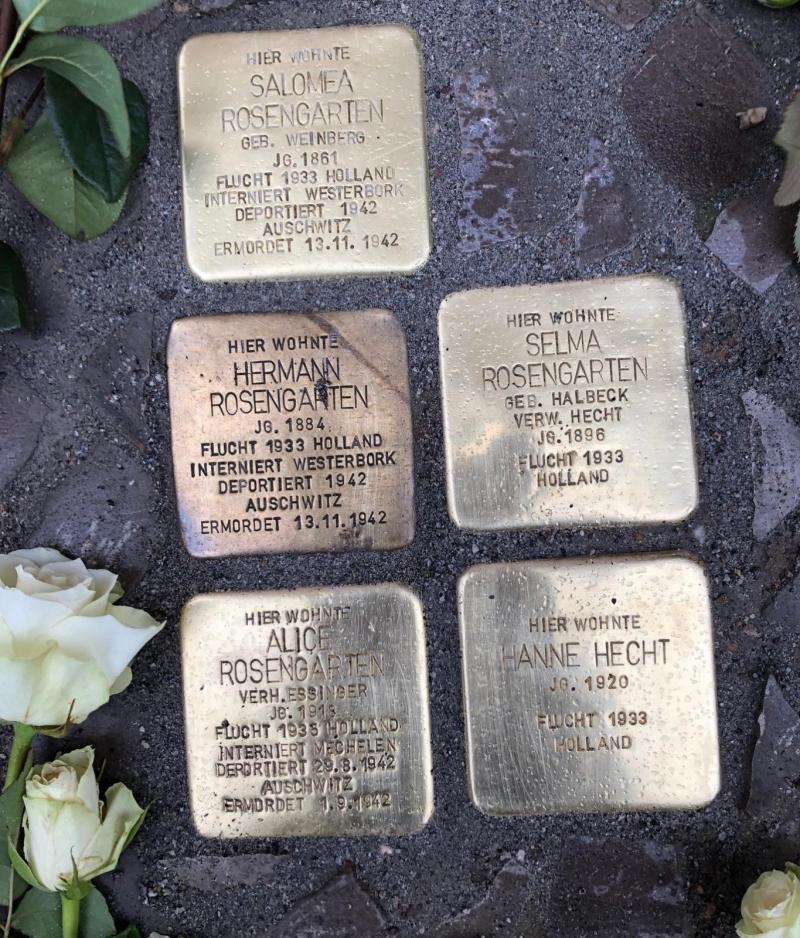 HIER WOHNTE
SALOMEA
ROSENGARTEN
GEB. WEINBERG
JG. 1861
FLUCHT 1933 HOLLAND
INTERNIERT WESTERBORK
DEPORTIERT 1942
AUSCHWITZ
ERMORDET 13.11.1942
HIER WOHNTE
HERMANN
ROSENGARTEN
JG. 1884
FLUCHT 1933 HOLLAND
INTERNIERT WESTERBORK
DEPORTIERT 1942
AUSCHWITZ
ERMORDET 13.11.1942
HIER WOHNTE
SELMA
ROSENGARTEN
GEB. HALBECK
VERW. HECHT
JG. 1896
FLUCHT 1933
HOLLAND
HIER WOHNTE
ALICE
ROSENGARTEN
VERH. ESSINGER
JG.
FLUCHT HOLLAND
INTERNIERT MECHELEN
DEPORTIERT 29.8.1942
AUSCHWITZ
ERMORDET 1.9.1942
HIER WOHNTE
HANNE HECHT
JG. 1920
FLUCHT 1933
HOLLAND